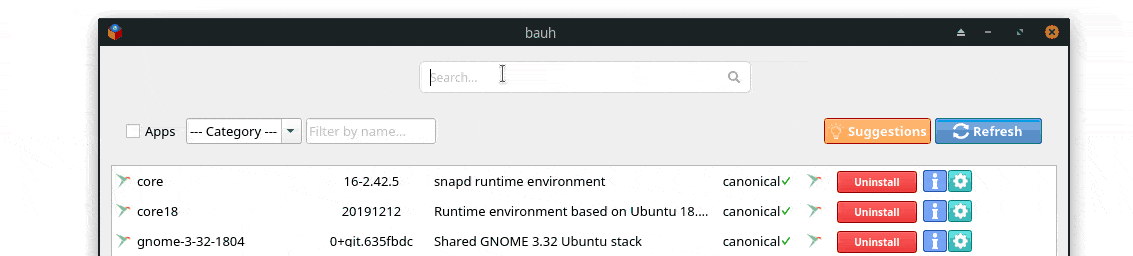 bauh
Search...
Apps --- Category --- Filter by name... Suggestions Refresh
core 16-2.42.5 snapd runtime environment canonical Uninstall
core18 20191212 Runtime environment based on Ubuntu 18.... canonical Uninstall
gnome-3-32-1804 0+git.635fbdc Shared GNOME 3.32 Ubuntu stack canonical Uninstall